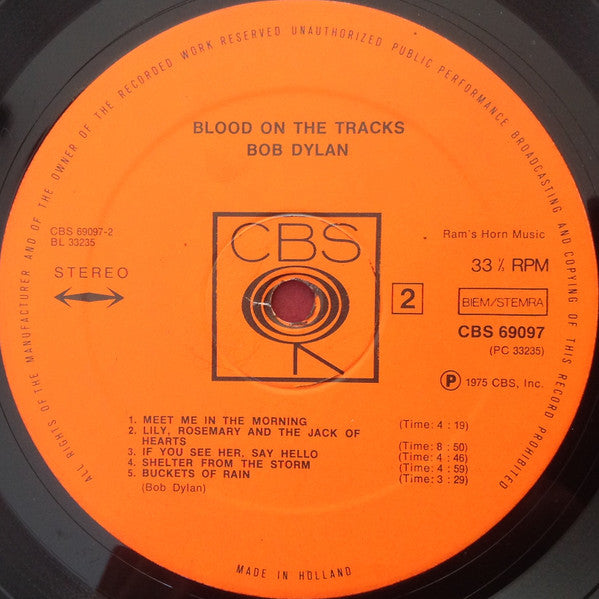 ALL RIGHTS OF THE MANUFACTURER AND OF THE OWNER OF THE RECORDED WORK RESERVED UNAUTHORIZED PUBLIC PERFORMANCE BROADCASTING AND COPYING OF THIS RECORD PROHIBITED
BLOOD ON THE TRACKS
BOB DYLAN
CBS 69097-2
BL 33235
STEREO
CBS
Ram's Horn Music
33 ⅓ RPM
2
BIEM/STEMRA
CBS 69097
(PC 33235)
Ⓟ 1975 CBS, Inc.
1. MEET ME IN THE MORNING (Time: 4 : 19)
2. LILY, ROSEMARY AND THE JACK OF
HEARTS (Time: 8 : 50)
3. IF YOU SEE HER, SAY HELLO (Time: 4 : 46)
4. SHELTER FROM THE STORM (Time: 4 : 59)
5. BUCKETS OF RAIN (Time: 3 : 29)
(Bob Dylan)
MADE IN HOLLAND